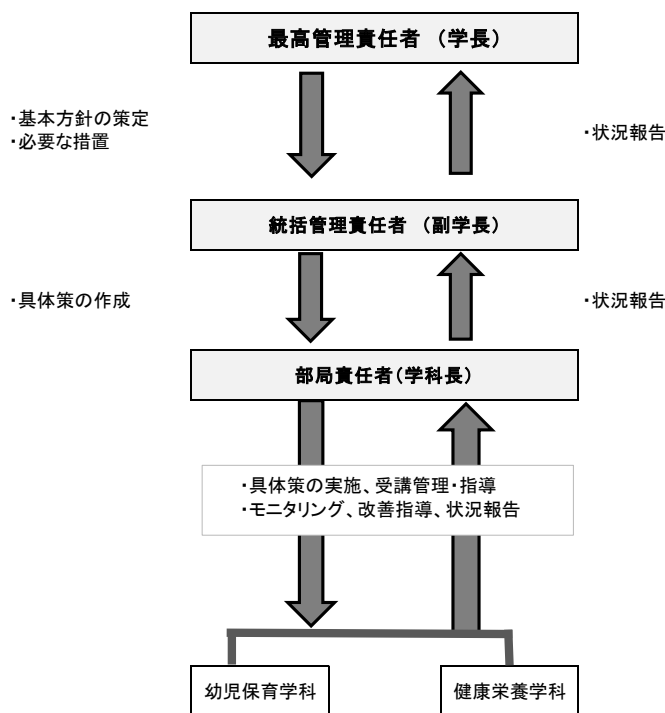 最高管理責任者 （学長）
・基本方針の策定
・必要な措置
・状況報告
統括管理責任者 （副学長）
・具体策の作成
・状況報告
部局責任者（学科長）
・具体策の実施、受講管理・指導
・モニタリング、改善指導、状況報告
幼児保育学科
健康栄養学科